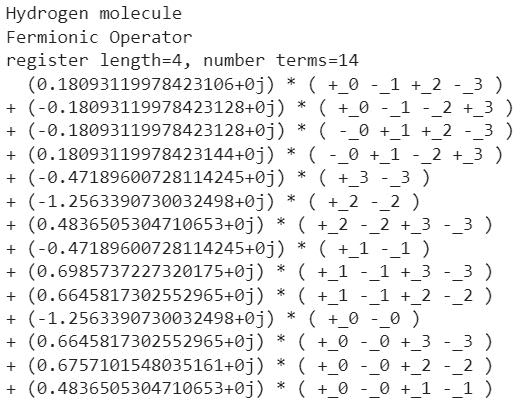 Hydrogen molecule
Fermionic Operator
register length=4, number terms=14
(0.18093119978423106+0j) * ( +_0 -_1 +_2 -_3 )
+ (-0.18093119978423128+0j) * ( +_0 -_1 -_2 +_3 )
+ (-0.18093119978423128+0j) * ( -_0 +_1 +_2 -_3 )
+ (0.18093119978423144+0j) * ( -_0 +_1 -_2 +_3 )
+ (-0.47189600728114245+0j) * ( +_3 -_3 )
+ (-1.2563390730032498+0j) * ( +_2 -_2 )
+ (0.4836505304710653+0j) * ( +_2 -_2 +_3 -_3 )
+ (-0.47189600728114245+0j) * ( +_1 -_1 )
+ (0.6985737227320175+0j) * ( +_1 -_1 +_3 -_3 )
+ (0.6645817302552965+0j) * ( +_1 -_1 +_2 -_2 )
+ (-1.2563390730032498+0j) * ( +_0 -_0 )
+ (0.6645817302552965+0j) * ( +_0 -_0 +_3 -_3 )
+ (0.6757101548035161+0j) * ( +_0 -_0 +_2 -_2 )
+ (0.4836505304710653+0j) * ( +_0 -_0 +_1 -_1 )